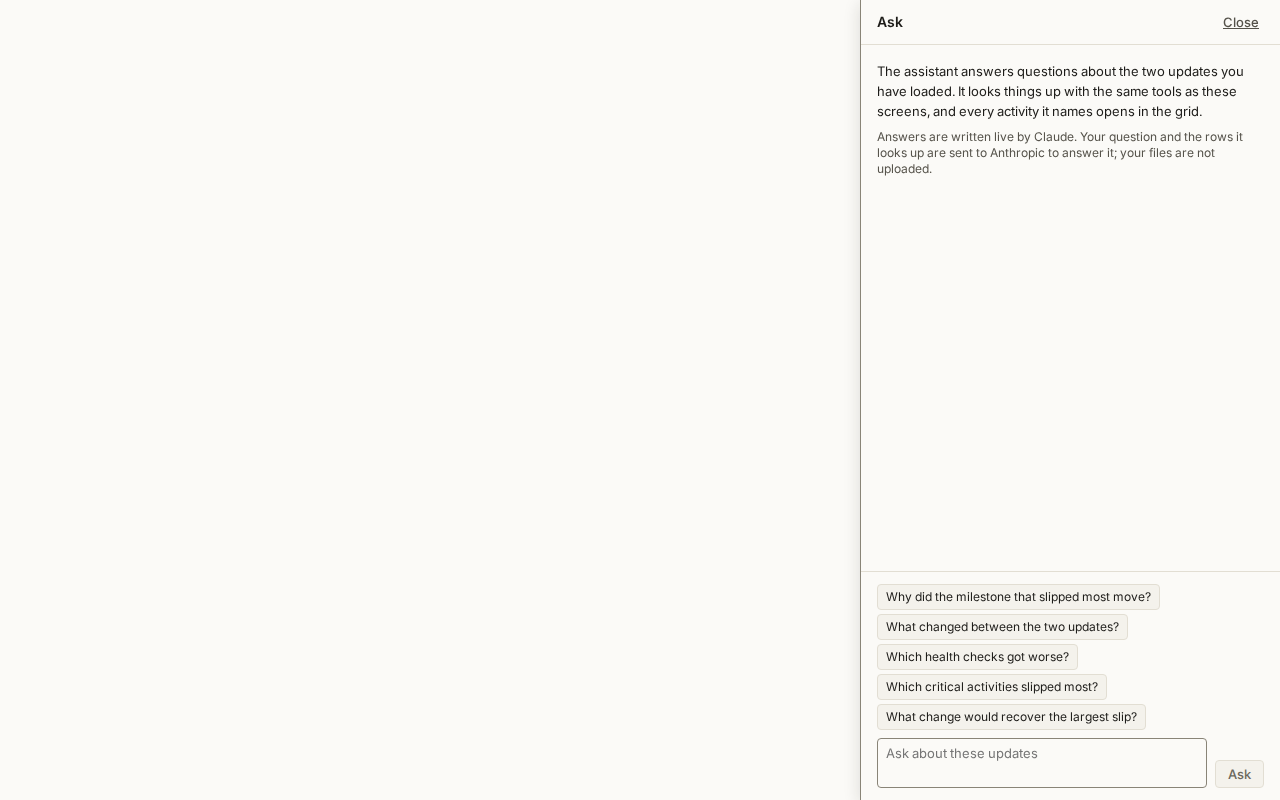 Ask
Close
The assistant answers questions about the two updates you
have loaded. It looks things up with the same tools as these
screens, and every activity it names opens in the grid.
Answers are written live by Claude. Your question and the rows it
looks up are sent to Anthropic to answer it; your files are not
uploaded.
Why did the milestone that slipped most move?
What changed between the two updates?
Which health checks got worse?
Which critical activities slipped most?
What change would recover the largest slip?
Ask about these updates
Ask